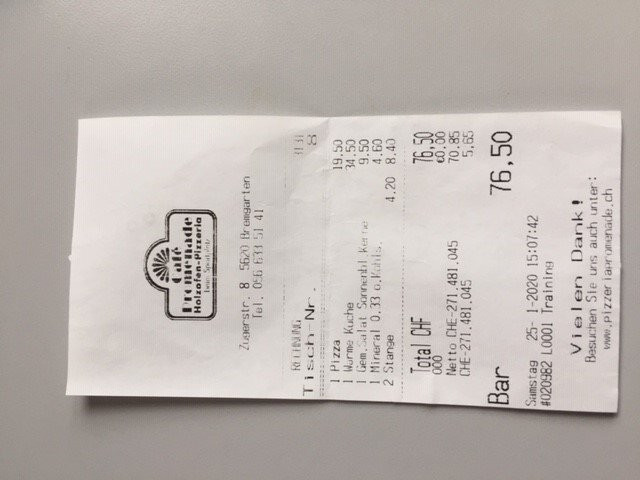 Café
Promenade
Holzofen-Pizzeria
Zugerstr. 8 5620 Bremgarten
Tel. 056 633 51 41
RECHNUNG
Tisch-Nr. 8
1 Pizza 19.50
1 Warme Küche 34.50
1 Gem.Salat Sonnenbl.kerne 9.50
1 Mineral 0.33 o.Kohls. 4.60
2 Stange 4.20 8.40
Total CHF 76,50
000 €0.00
Netto CHE-271.481.045 70.85
CHE-271.481.045 5.65
Bar 76,50
Samstag 25- 1-2020 15:07:42
#020982 L0001 Training
Vielen Dank!
Besuchen Sie uns auch unter:
www.pizzeriapromenade.ch